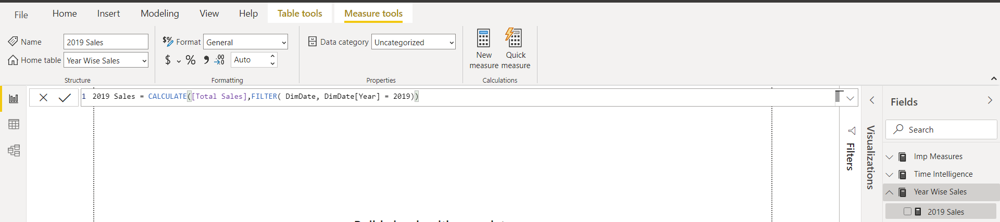 File Home Insert Modeling View Help Table tools Measure tools
Name 2019 Sales
Home table Year Wise Sales
Structure
$% Format General
$ % , .00 .0 Auto
Formatting
Data category Uncategorized
Properties
New measure
Quick measure
Calculations
1 2019 Sales = CALCULATE([Total Sales],FILTER( DimDate, DimDate[Year] = 2019))
Filters
Visualizations
Fields
Search
Imp Measures
Time Intelligence
Year Wise Sales
2019 Sales